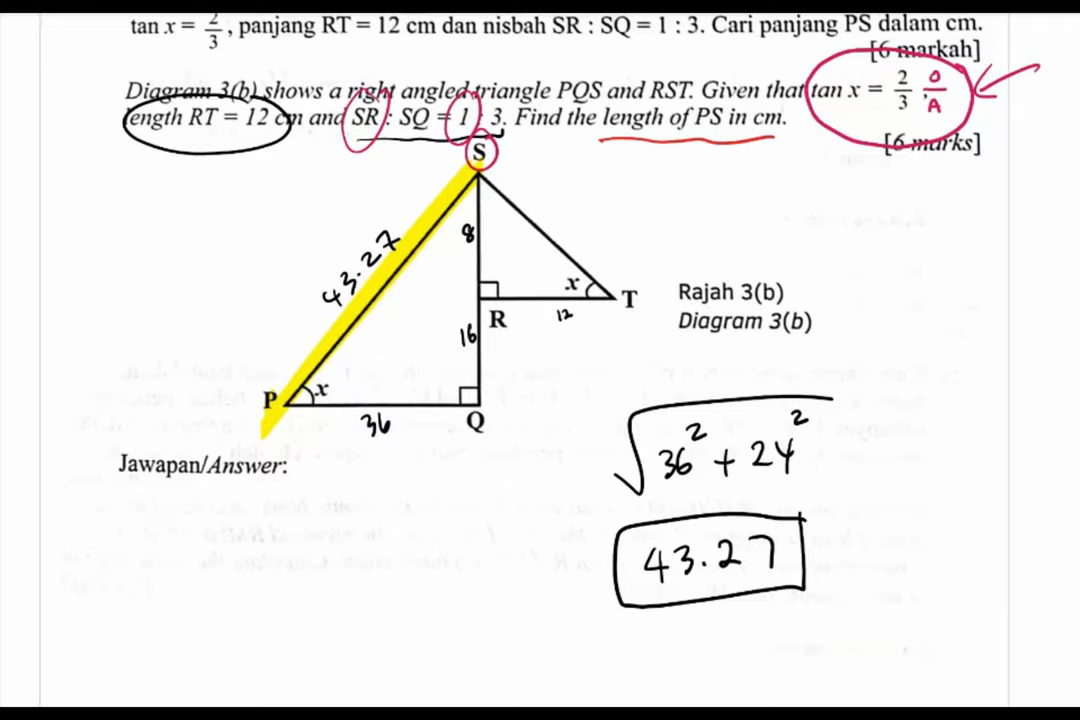 tan x = 2/3 , panjang RT = 12 cm dan nisbah SR : SQ = 1 : 3. Cari panjang PS dalam cm.
[6 markah]
Diagram 3(b) shows a right angled triangle PQS and RST. Given that tan x = 2/3 , O/A
length RT = 12 cm and SR : SQ = 1 : 3. Find the length of PS in cm.
[6 marks]
S
43.27
8
x
T
R
12
16
Rajah 3(b)
Diagram 3(b)
P
x
36
Q
Jawapan/Answer:
√36² + 24²
43.27